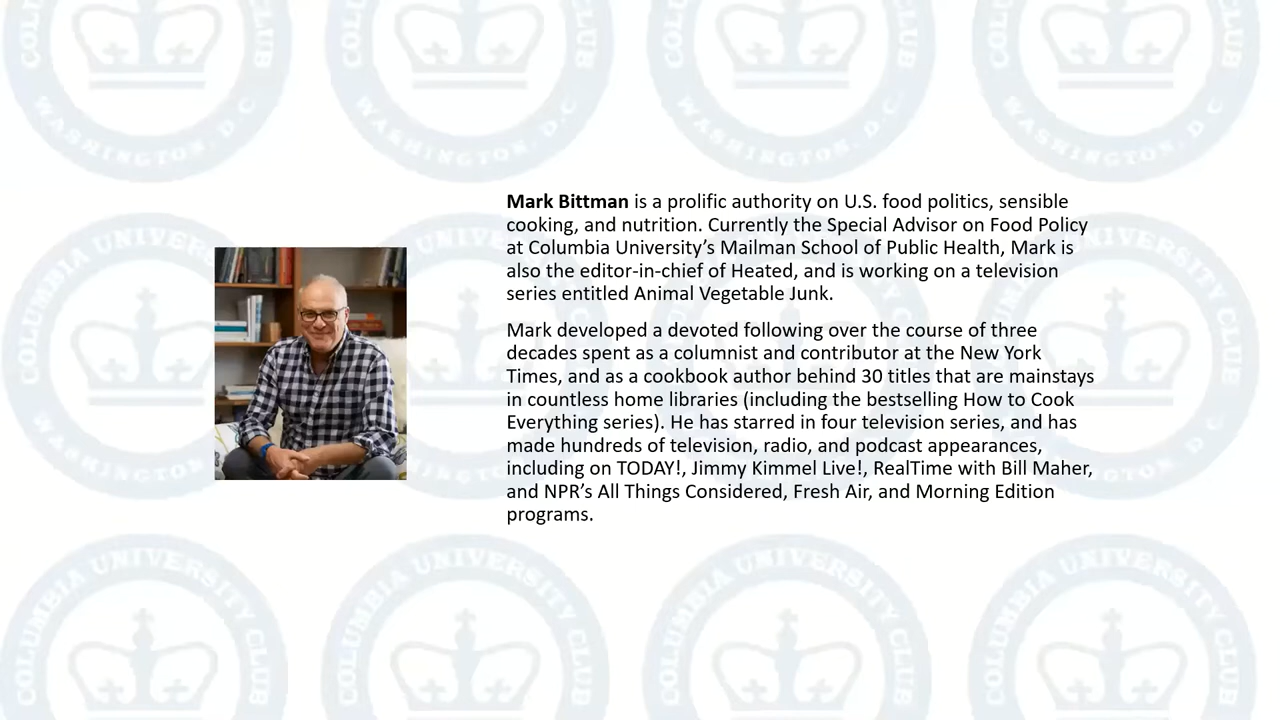 COLUMBIA UNIVERSITY CLUB
WASHINGTON, D.C.
Mark Bittman is a prolific authority on U.S. food politics, sensible
cooking, and nutrition. Currently the Special Advisor on Food Policy
at Columbia University’s Mailman School of Public Health, Mark is
also the editor-in-chief of Heated, and is working on a television
series entitled Animal Vegetable Junk.
Mark developed a devoted following over the course of three
decades spent as a columnist and contributor at the New York
Times, and as a cookbook author behind 30 titles that are mainstays
in countless home libraries (including the bestselling How to Cook
Everything series). He has starred in four television series, and has
made hundreds of television, radio, and podcast appearances,
including on TODAY!, Jimmy Kimmel Live!, RealTime with Bill Maher,
and NPR’s All Things Considered, Fresh Air, and Morning Edition
programs.